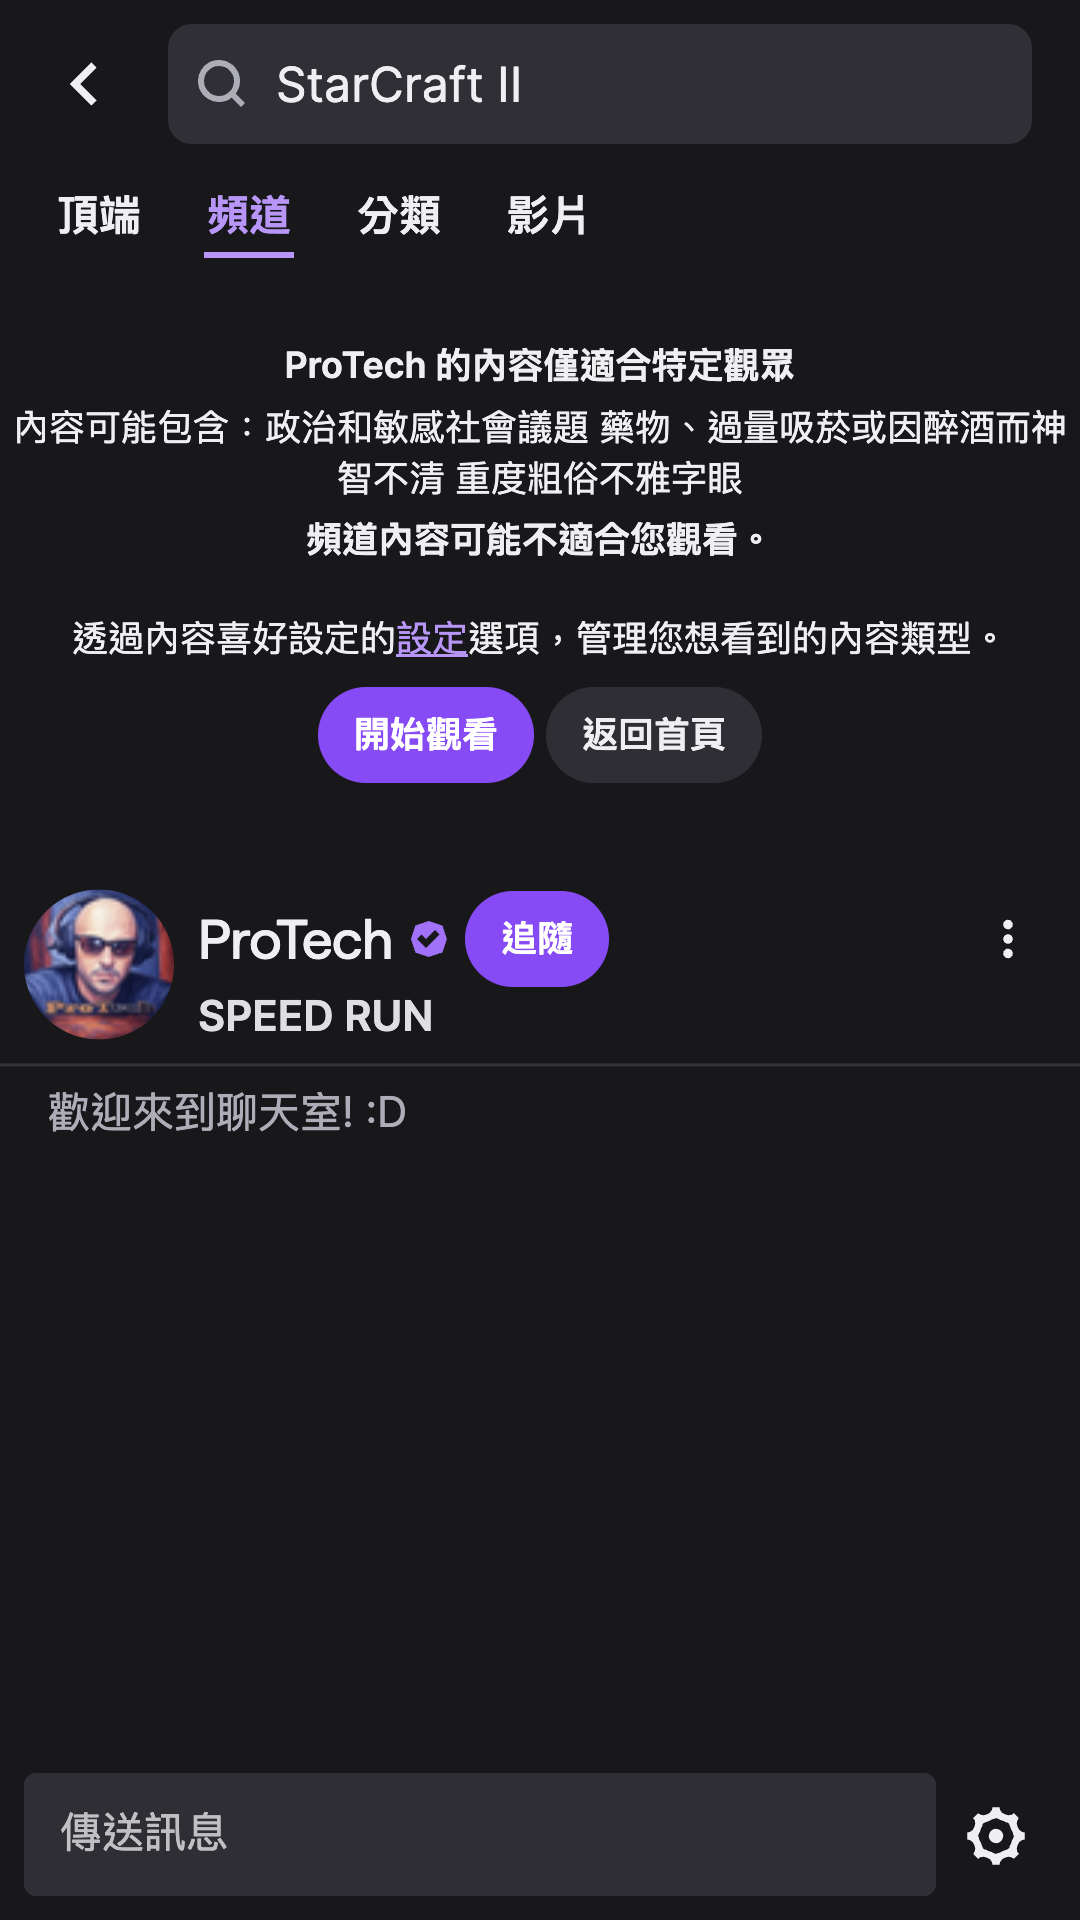 StarCraft II
頂端 頻道 分類 影片
ProTech 的內容僅適合特定觀眾
內容可能包含：政治和敏感社會議題 藥物、過量吸菸或因醉酒而神
智不清 重度粗俗不雅字眼
頻道內容可能不適合您觀看。
透過內容喜好設定的設定選項，管理您想看到的內容類型。
開始觀看 返回首頁
ProTech 追隨
SPEED RUN
歡迎來到聊天室! :D
傳送訊息